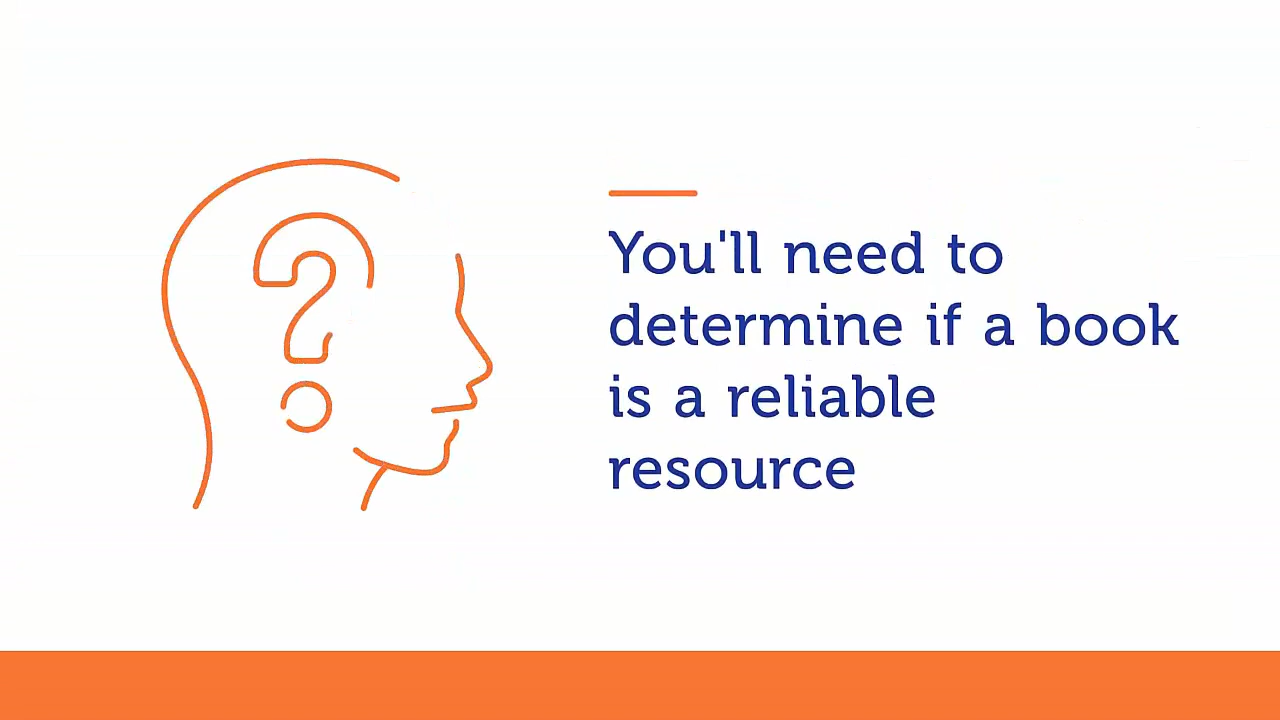 You'll need to
determine if a book
is a reliable
resource